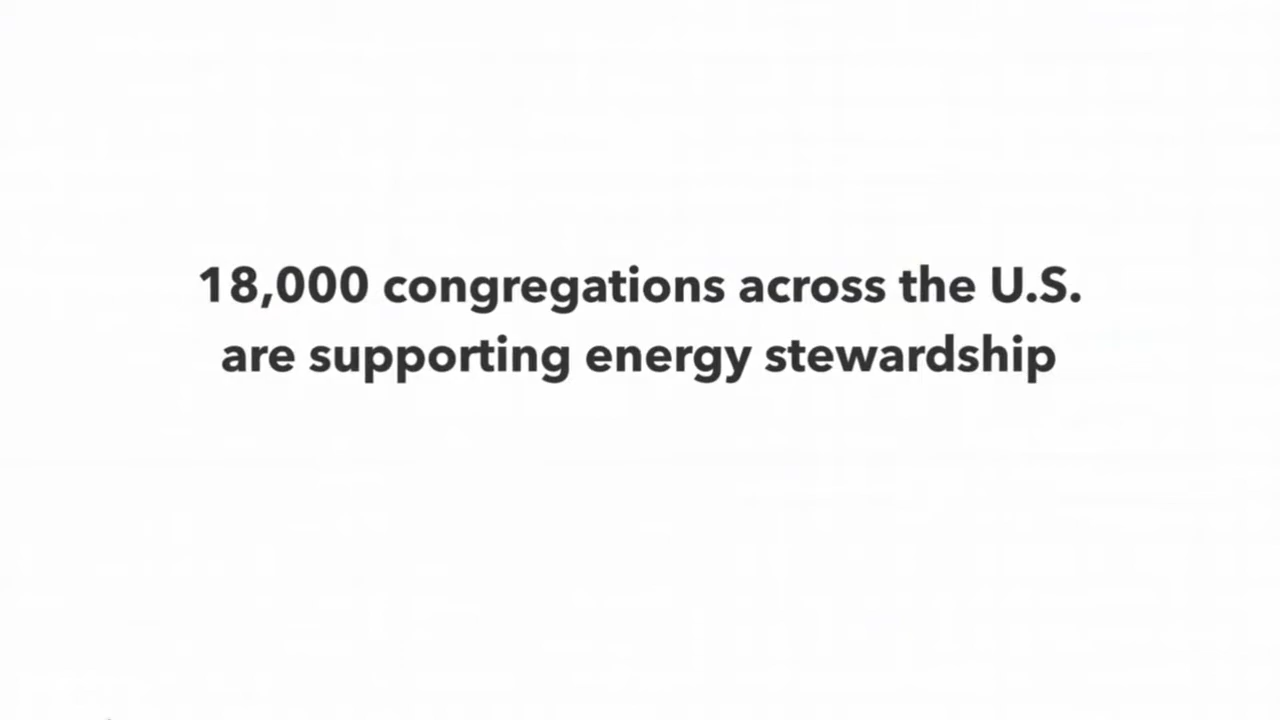 18,000 congregations across the U.S.
are supporting energy stewardship